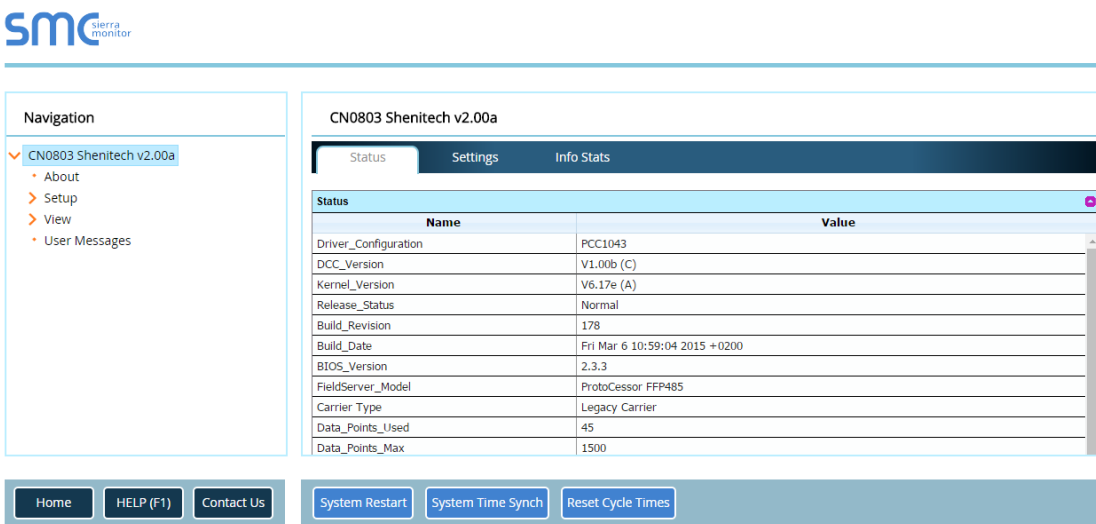 SMC sierra monitor
Navigation
CN0803 Shenitech v2.00a
About
Setup
View
User Messages
CN0803 Shenitech v2.00a
Status Settings Info Stats
Status
Name Value
Driver_Configuration PCC1043
DCC_Version V1.00b (C)
Kernel_Version V6.17e (A)
Release_Status Normal
Build_Revision 178
Build_Date Fri Mar 6 10:59:04 2015 +0200
BIOS_Version 2.3.3
FieldServer_Model ProtoCessor FFP485
Carrier Type Legacy Carrier
Data_Points_Used 45
Data_Points_Max 1500
Home HELP (F1) Contact Us
System Restart System Time Synch Reset Cycle Times